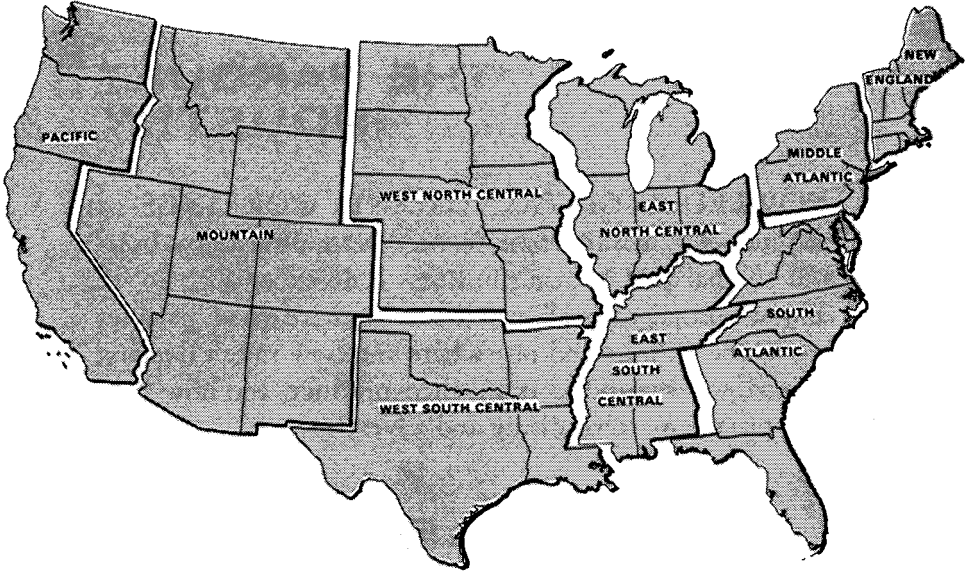 PACIFIC
MOUNTAIN
WEST NORTH CENTRAL
WEST SOUTH CENTRAL
EAST
NORTH CENTRAL
EAST
SOUTH
CENTRAL
SOUTH
ATLANTIC
MIDDLE
ATLANTIC
NEW
ENGLAND